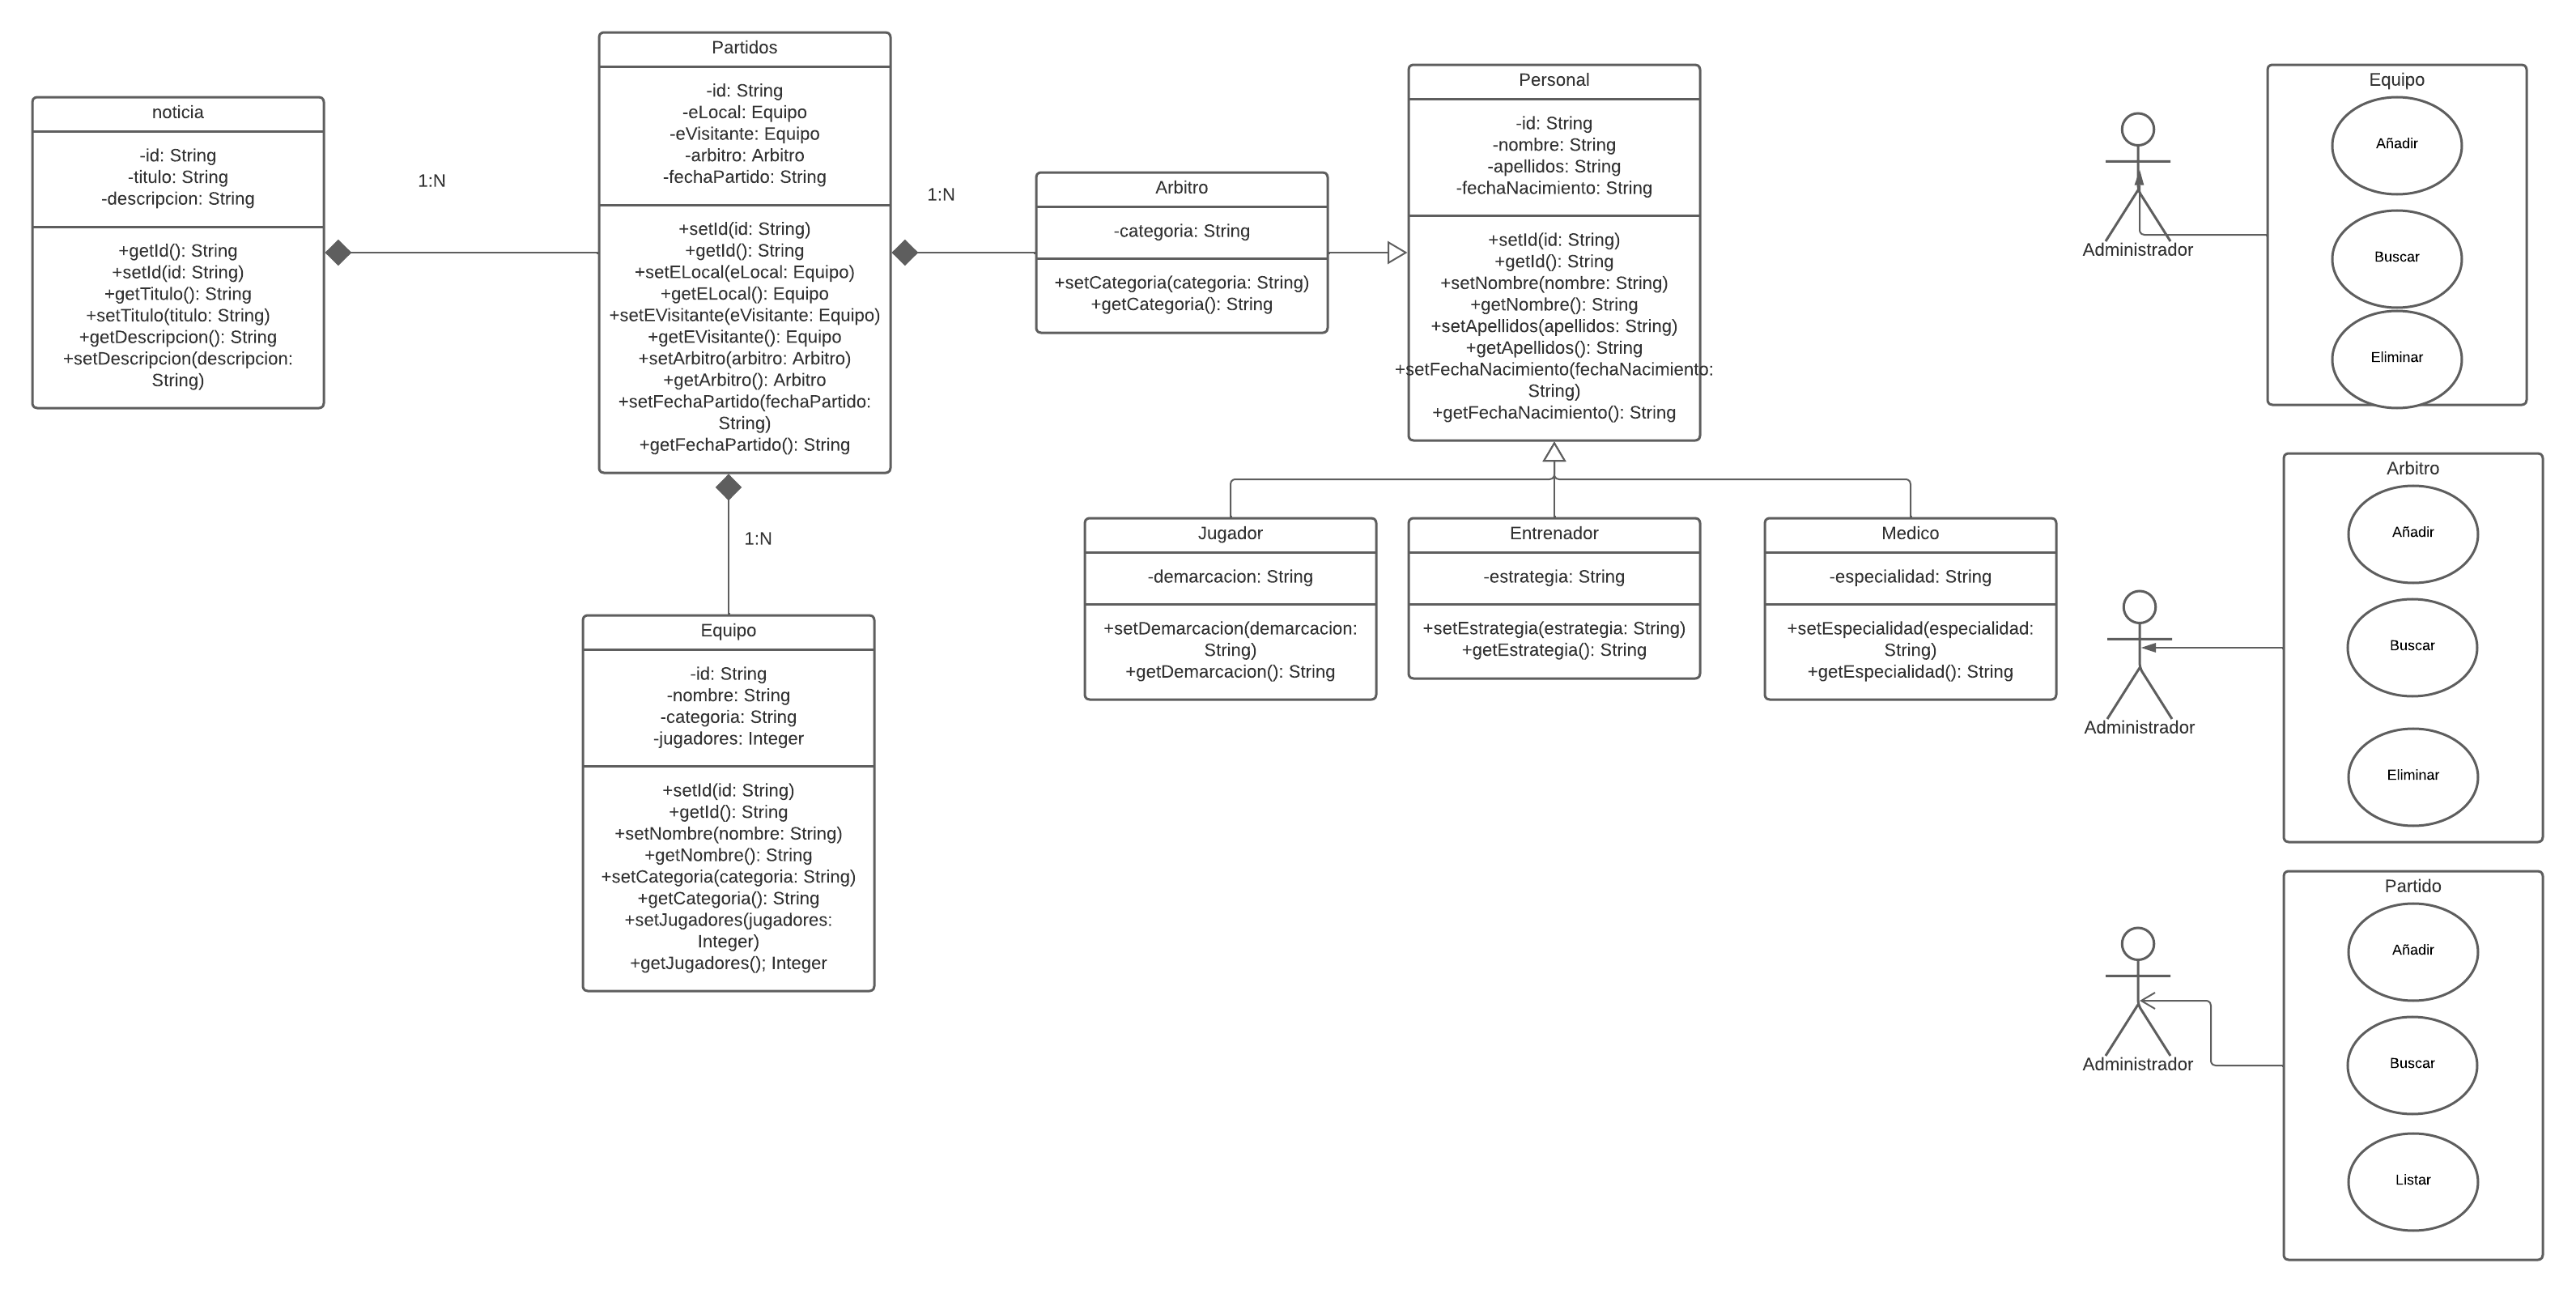 noticia
-id: String
-titulo: String
-descripcion: String
+getId(): String
+setId(id: String)
+getTitulo(): String
+setTitulo(titulo: String)
+getDescripcion(): String
+setDescripcion(descripcion:
String)
1:N
Partidos
-id: String
-eLocal: Equipo
-eVisitante: Equipo
-arbitro: Arbitro
-fechaPartido: String
+setId(id: String)
+getId(): String
+setELocal(eLocal: Equipo)
+getELocal(): Equipo
+setEVisitante(eVisitante: Equipo)
+getEVisitante(): Equipo
+setArbitro(arbitro: Arbitro)
+getArbitro(): Arbitro
+setFechaPartido(fechaPartido:
String)
+getFechaPartido(): String
1:N
Arbitro
-categoria: String
+setCategoria(categoria: String)
+getCategoria(): String
Personal
-id: String
-nombre: String
-apellidos: String
-fechaNacimiento: String
+setId(id: String)
+getId(): String
+setNombre(nombre: String)
+getNombre(): String
+setApellidos(apellidos: String)
+getApellidos(): String
+setFechaNacimiento(fechaNacimiento:
String)
+getFechaNacimiento(): String
1:N
Equipo
-id: String
-nombre: String
-categoria: String
-jugadores: Integer
+setId(id: String)
+getId(): String
+setNombre(nombre: String)
+getNombre(): String
+setCategoria(categoria: String)
+getCategoria(): String
+setJugadores(jugadores:
Integer)
+getJugadores(); Integer
Jugador
-demarcacion: String
+setDemarcacion(demarcacion:
String)
+getDemarcacion(): String
Entrenador
-estrategia: String
+setEstrategia(estrategia: String)
+getEstrategia(): String
Medico
-especialidad: String
+setEspecialidad(especialidad:
String)
+getEspecialidad(): String
Administrador
Equipo
Añadir
Buscar
Eliminar
Administrador
Arbitro
Añadir
Buscar
Eliminar
Administrador
Partido
Añadir
Buscar
Listar